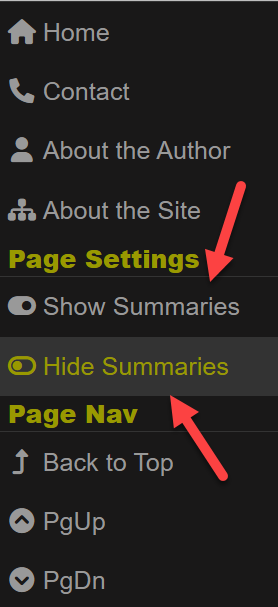 Home
Contact
About the Author
About the Site
Page Settings
Show Summaries
Hide Summaries
Page Nav
Back to Top
PgUp
PgDn